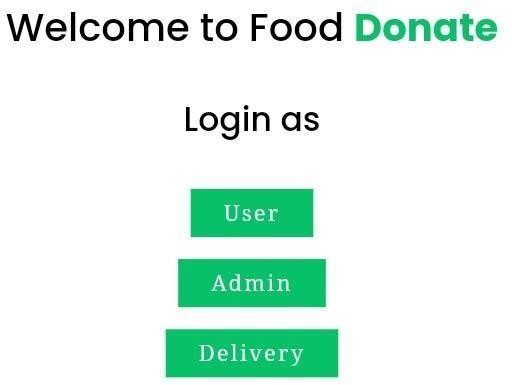 Welcome to Food Donate
Login as
User
Admin
Delivery